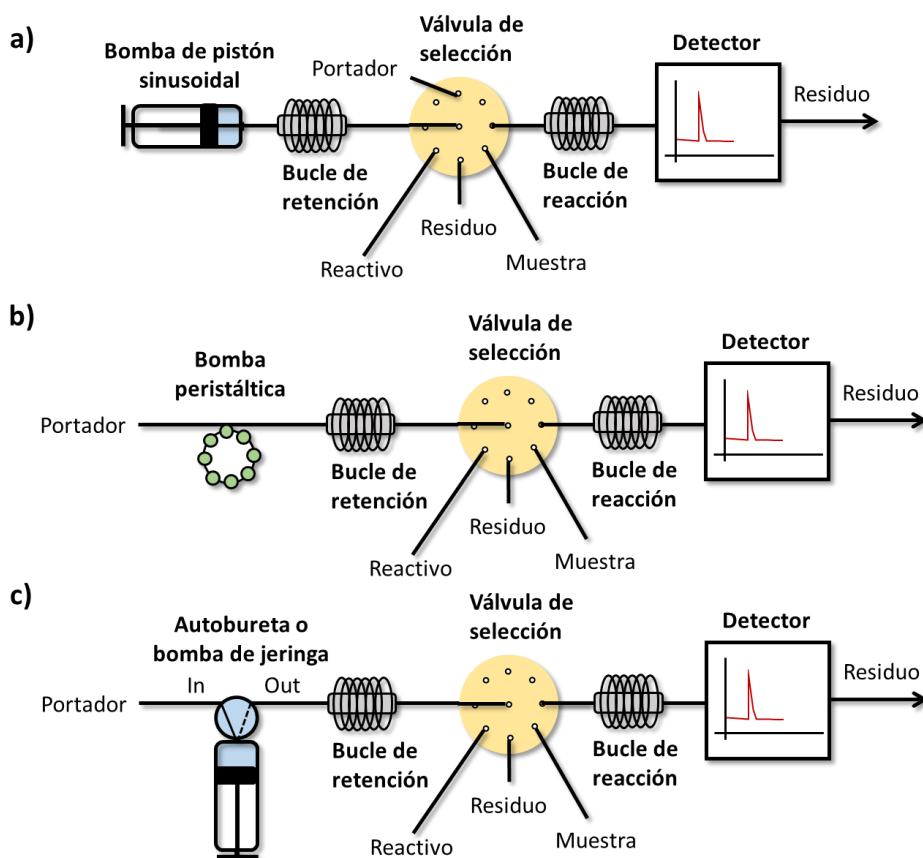 a)
Bomba de pistón
sinusoidal
Portador
Válvula de
selección
Detector
Residuo
Bucle de
retención
Bucle de
reacción
Reactivo
Residuo
Muestra
b)
Bomba
peristáltica
Válvula de
selección
Detector
Portador
Residuo
Bucle de
retención
Bucle de
reacción
Reactivo
Residuo
Muestra
c)
Autobureta o
bomba de jeringa
In
Out
Válvula de
selección
Detector
Portador
Residuo
Bucle de
retención
Bucle de
reacción
Reactivo
Residuo
Muestra